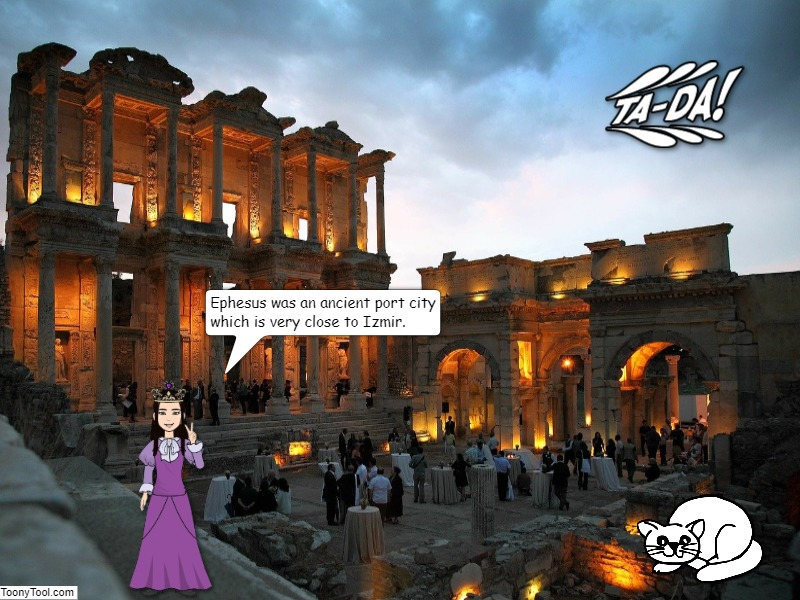 TA-DA!
Ephesus was an ancient port city
which is very close to Izmir.
ToonyTool.com